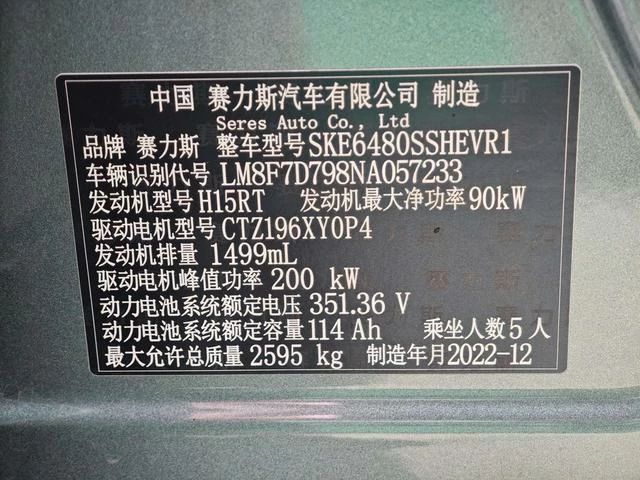 中国 赛力斯汽车有限公司 制造
Seres Auto Co., Ltd
品牌 赛力斯 整车型号SKE6480SSHEVR1
车辆识别代号 LM8F7D798NA057233
发动机型号H15RT 发动机最大净功率90kW
驱动电机型号CTZ196XY0P4
发动机排量 1499mL
驱动电机峰值功率 200 kW
动力电池系统额定电压 351.36 V
动力电池系统额定容量 114 Ah 乘坐人数 5 人
最大允许总质量 2595 kg 制造年月2022-12